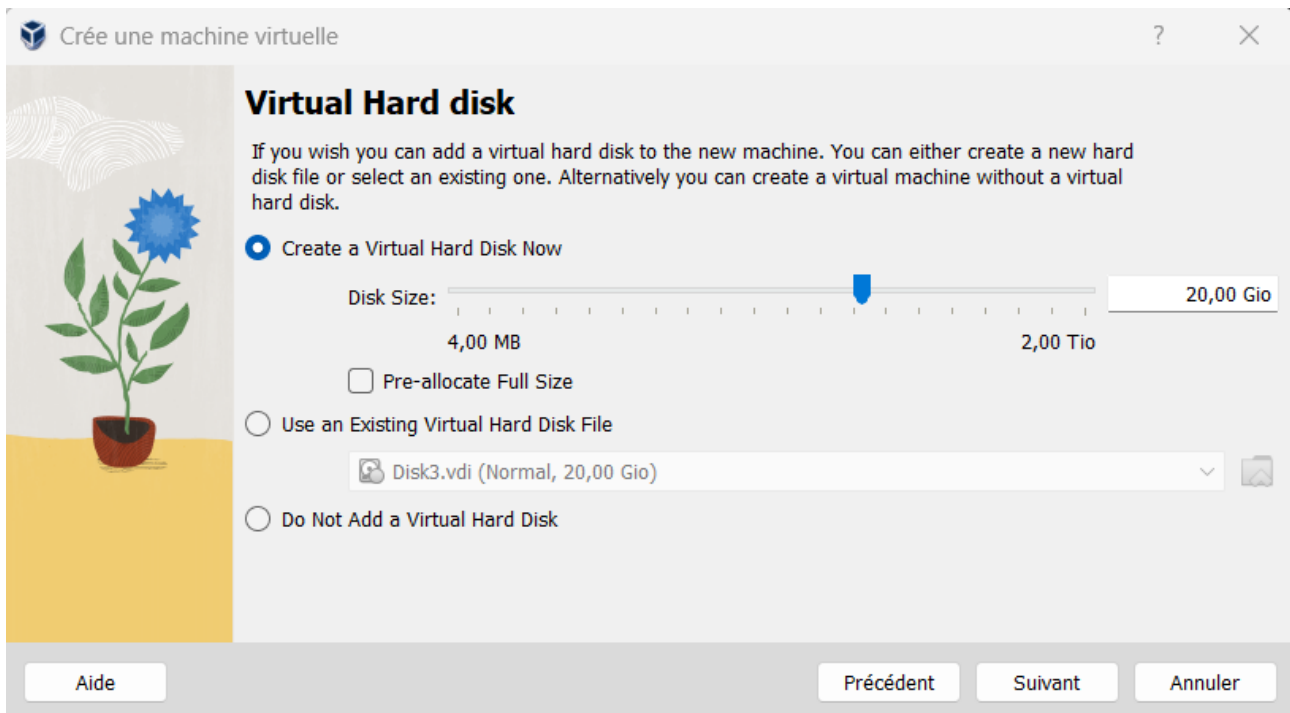 Crée une machine virtuelle
?
Virtual Hard disk
If you wish you can add a virtual hard disk to the new machine. You can either create a new hard
disk file or select an existing one. Alternatively you can create a virtual machine without a virtual
hard disk.
Create a Virtual Hard Disk Now
Disk Size:
20,00 Gio
4,00 MB
2,00 Tio
Pre-allocate Full Size
Use an Existing Virtual Hard Disk File
Disk3.vdi (Normal, 20,00 Gio)
Do Not Add a Virtual Hard Disk
Aide
Précédent
Suivant
Annuler